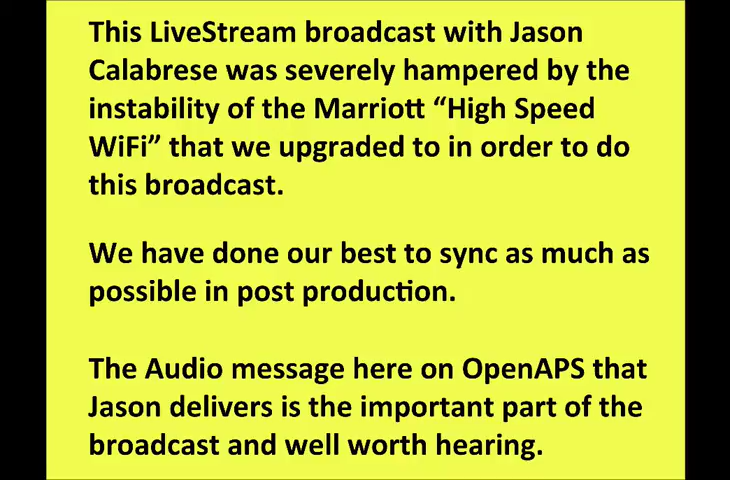 This LiveStream broadcast with Jason
Calabrese was severely hampered by the
instability of the Marriott “High Speed
WiFi” that we upgraded to in order to do
this broadcast.
We have done our best to sync as much as
possible in post production.
The Audio message here on OpenAPS that
Jason delivers is the important part of the
broadcast and well worth hearing.